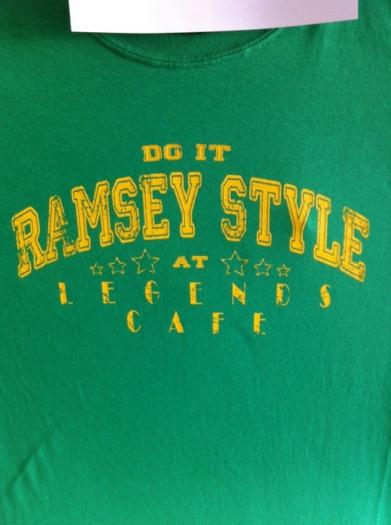 DO IT
RAMSEY STYLE
AT
LEGENDS
CAFE